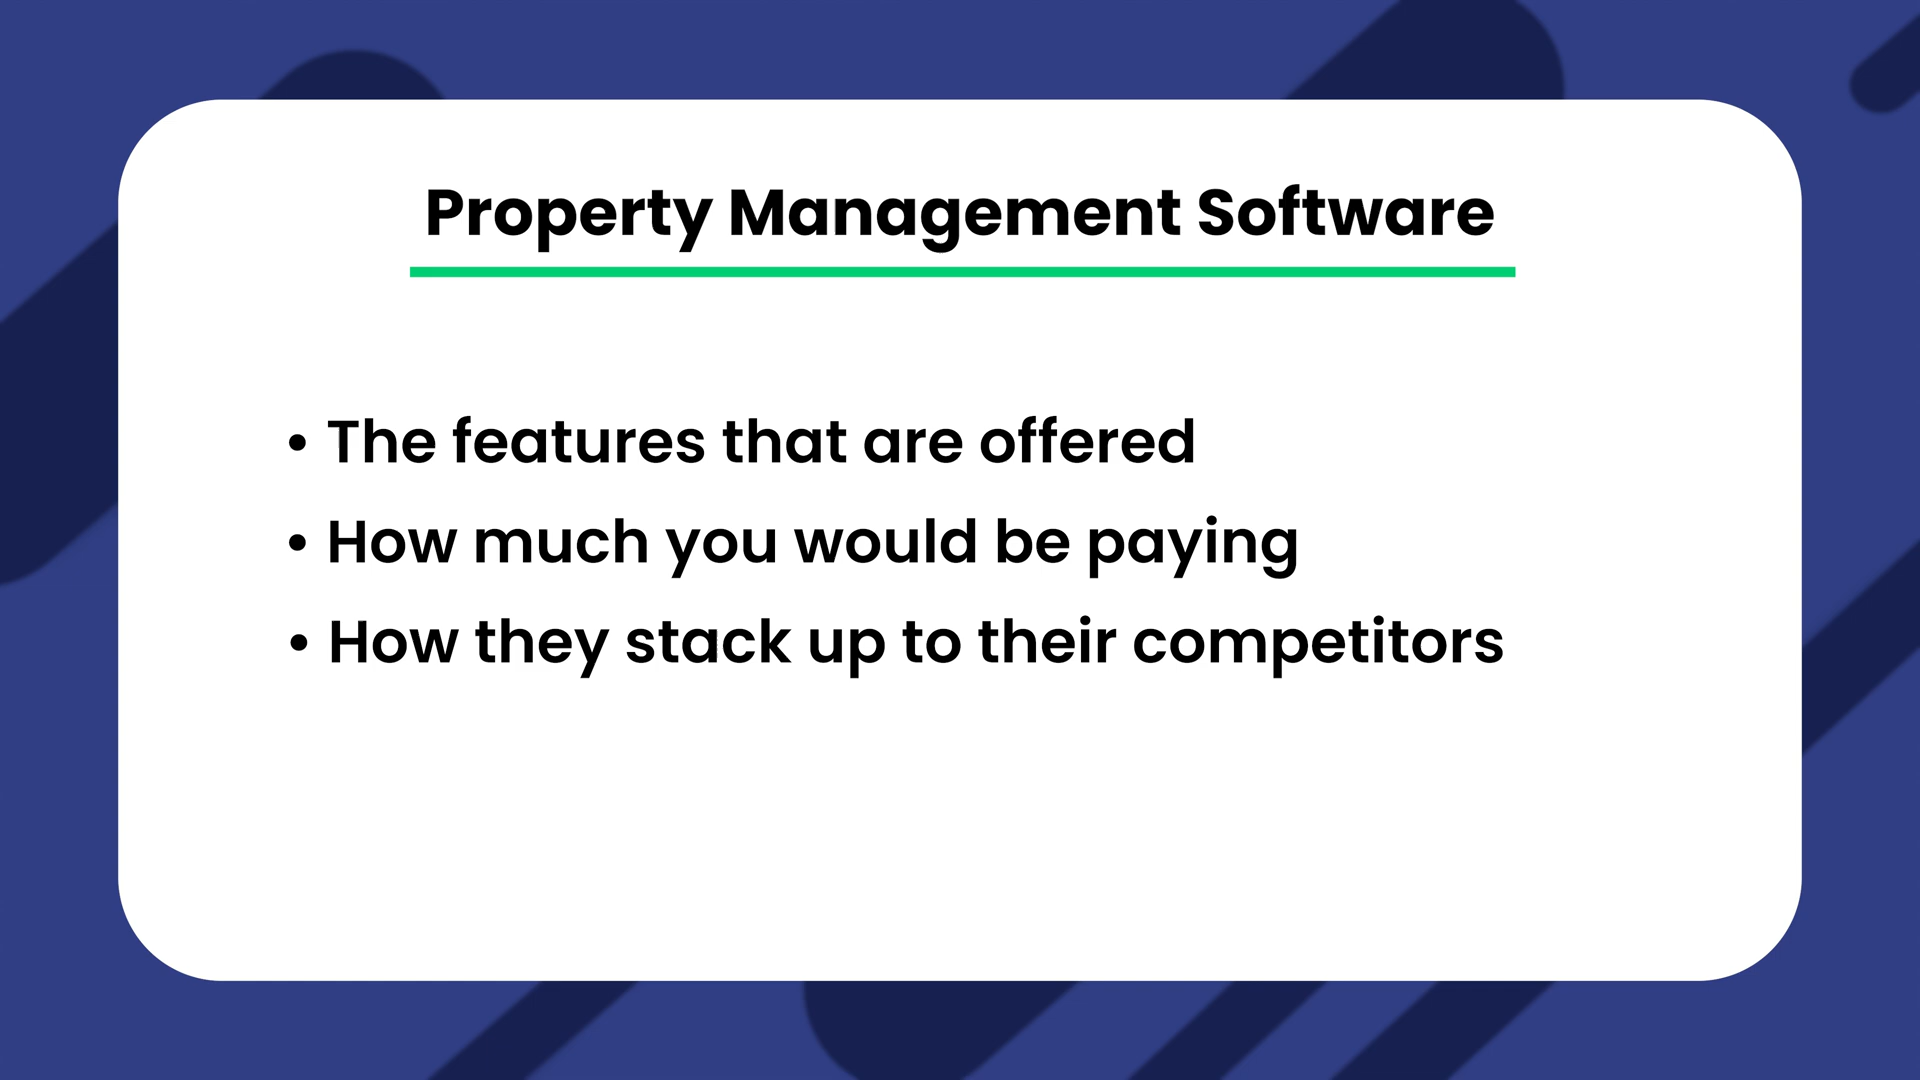 Property Management Software
• The features that are offered
• How much you would be paying
• How they stack up to their competitors